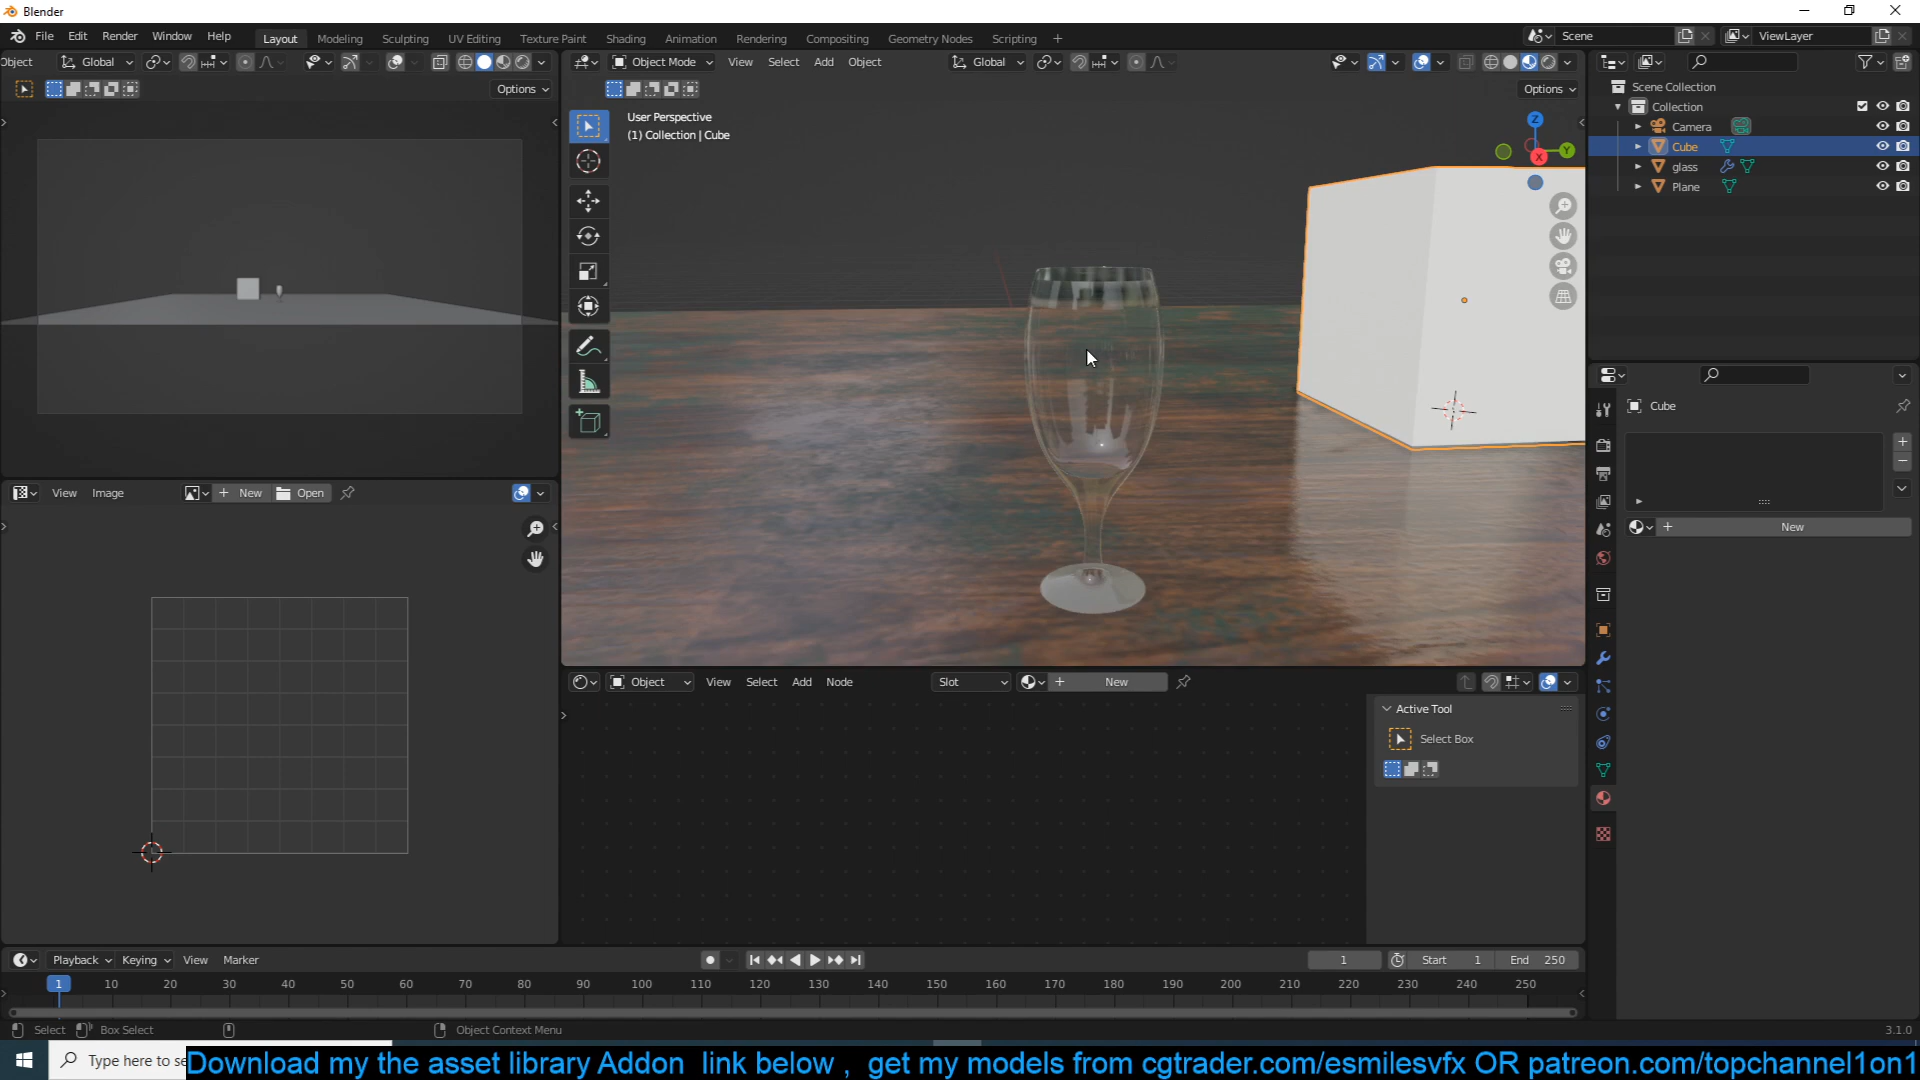 Blender
File Edit Render Window Help Layout Modeling Sculpting UV Editing Texture Paint Shading Animation Rendering Compositing Geometry Nodes Scripting + Scene ViewLayer
Object Global
Options
Object Mode View Select Add Object Global
Options
User Perspective
(1) Collection | Cube
Z
Y
X
Scene Collection
Collection
Camera
Cube
glass
Plane
Cube
New
View Image New Open
Object View Select Add Node Slot New
Active Tool
Select Box
Playback Keying View Marker 1 Start 1 End 250
1 10 20 30 40 50 60 70 80 90 100 110 120 130 140 150 160 170 180 190 200 210 220 230 240 250
Select Box Select Object Context Menu 3.1.0
Type here to se
Download my the asset library Addon link below , get my models from cgtrader.com/esmilesvfx OR patreon.com/topchannel1on1